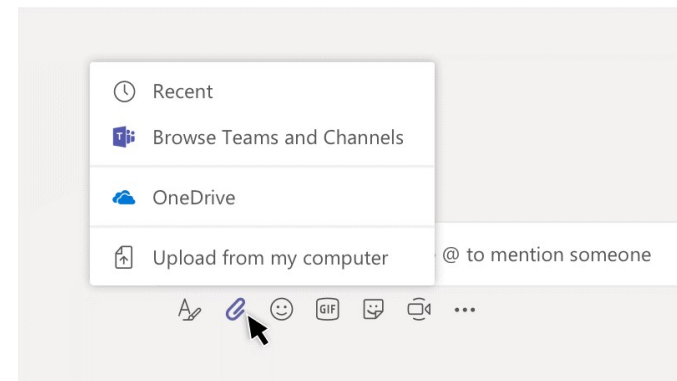 Recent
Browse Teams and Channels
OneDrive
Upload from my computer
@ to mention someone
GIF